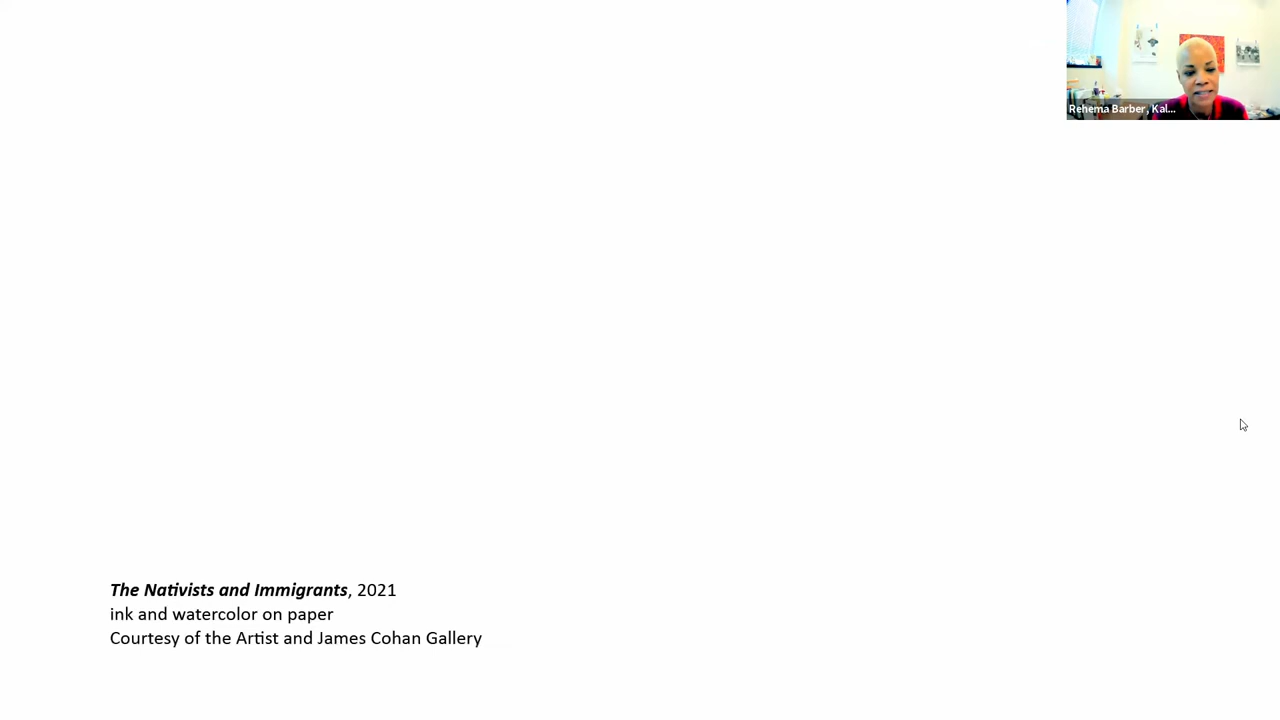 Rehema Barber, Kal...
The Nativists and Immigrants, 2021
ink and watercolor on paper
Courtesy of the Artist and James Cohan Gallery